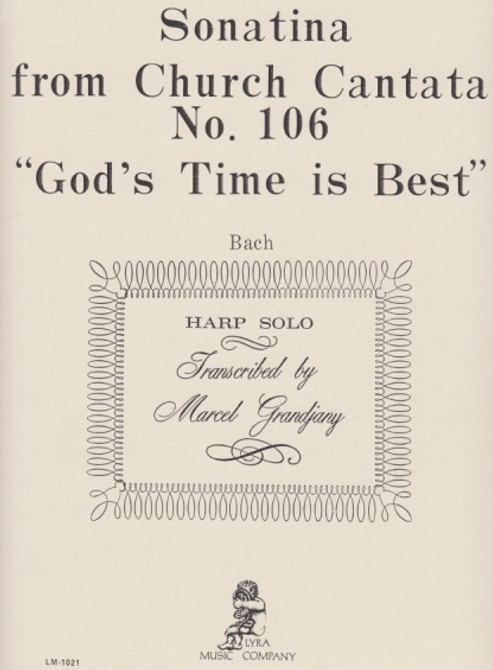 Sonatina
from Church Cantata
No. 106
“God's Time is Best”
Bach
HARP SOLO
Transcribed by
Marcel Grandjany
LYRA
MUSIC COMPANY
LM-1021